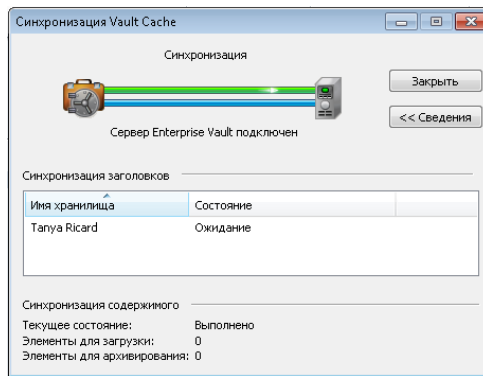 Синхронизация Vault Cache
Синхронизация
Закрыть
<< Сведения
Сервер Enterprise Vault подключен
Синхронизация заголовков
Имя хранилища Состояние
Tanya Ricard Ожидание
Синхронизация содержимого
Текущее состояние: Выполнено
Элементы для загрузки: 0
Элементы для архивирования: 0